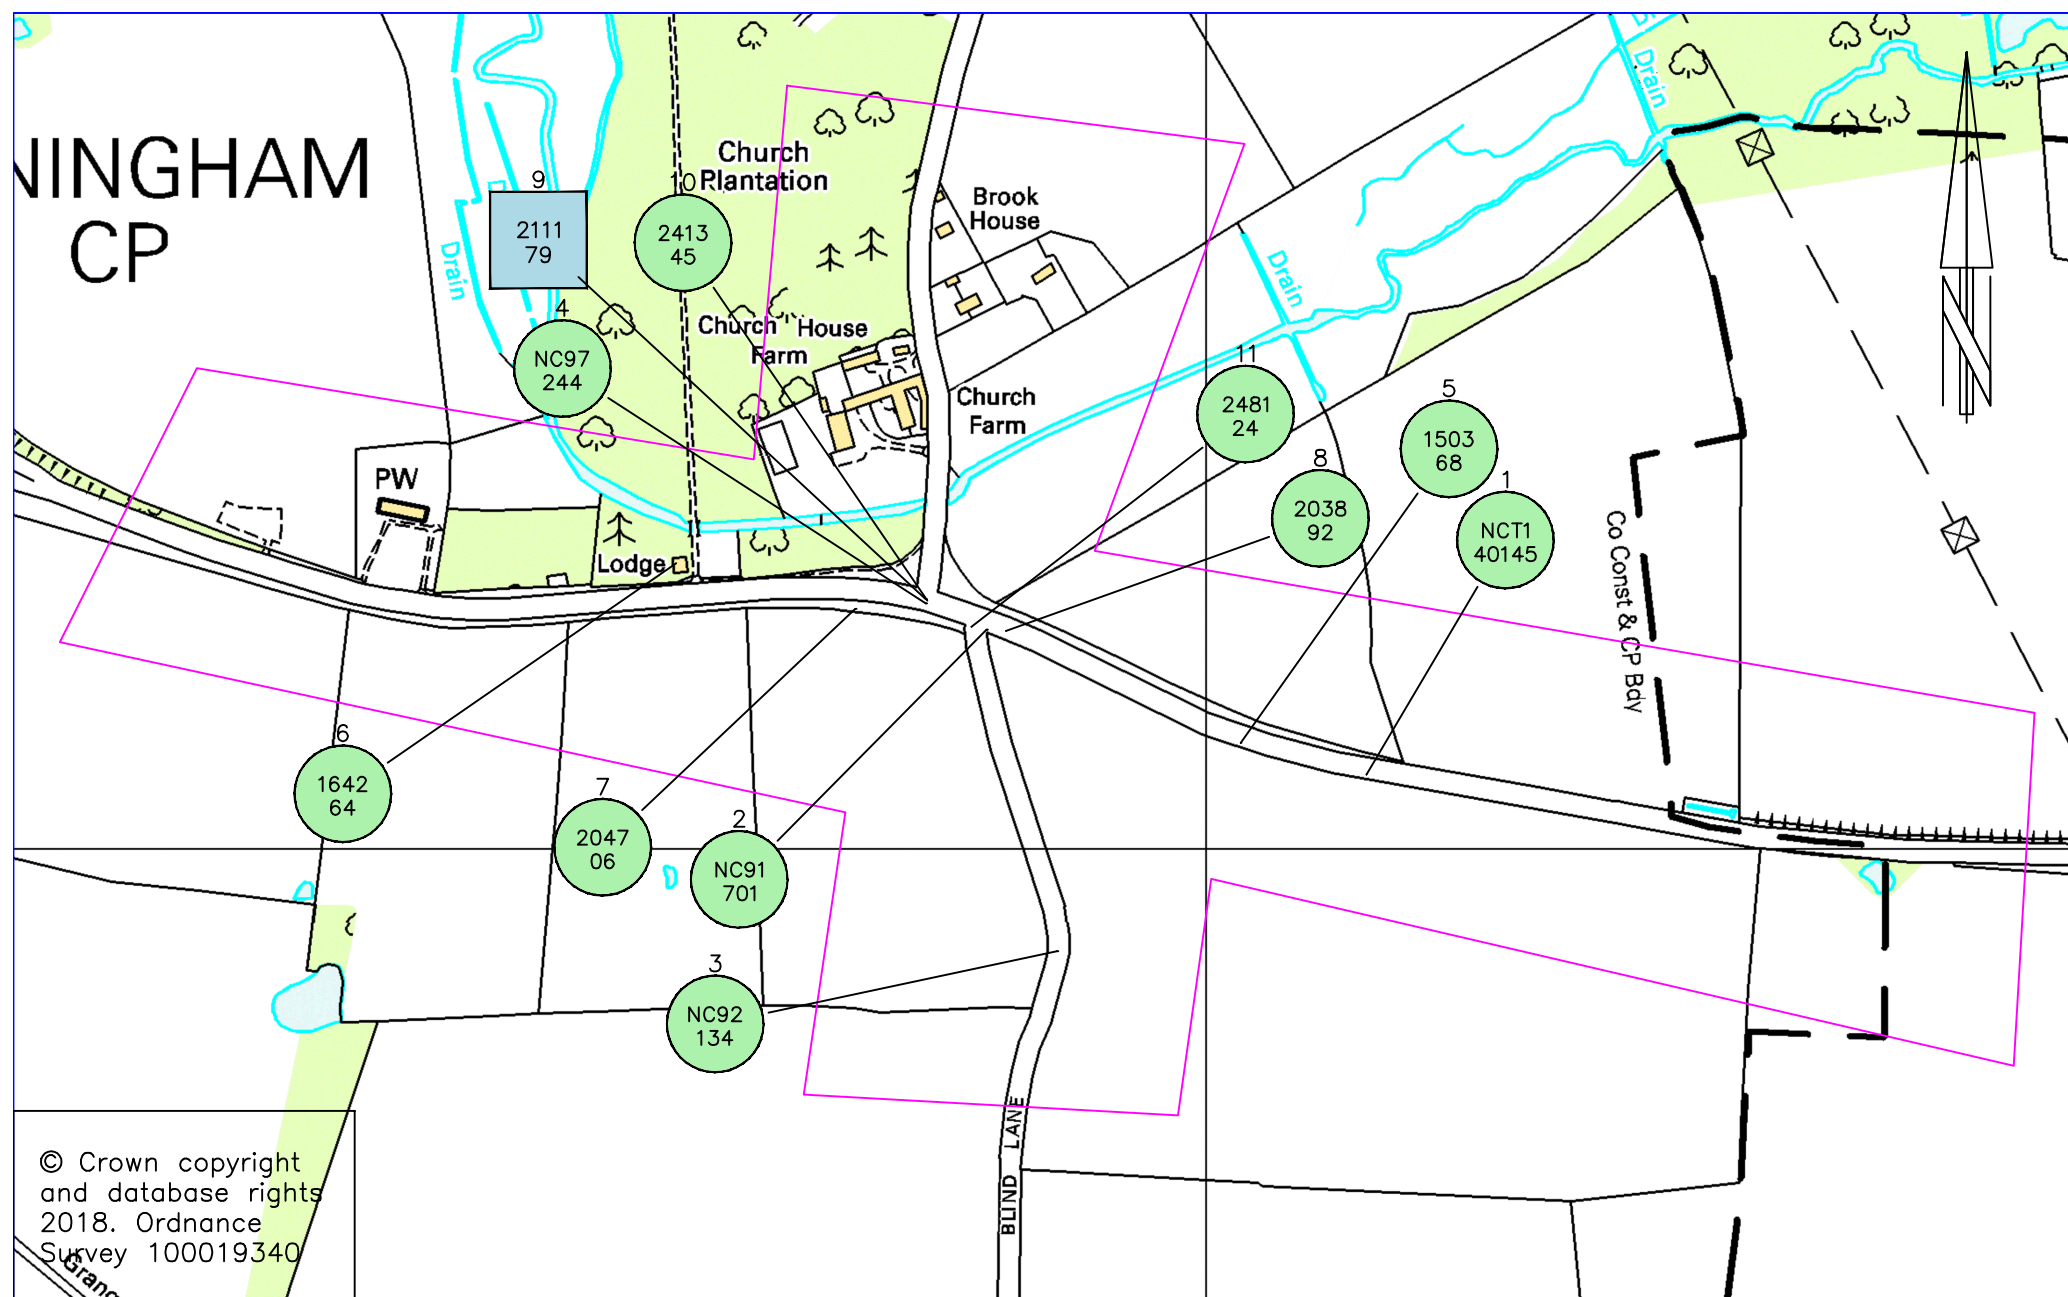 NINGHAM
CP
Church
Plantation
Brook
House
Drain
Drain
Drain
9
2111
79
10
2413
45
4
NC97
244
Church House
Farm
Church
Farm
11
2481
24
5
1503
68
8
2038
92
1
NCT1
40145
PW
Lodge
Co Const & CP Bdy
6
1642
64
7
2047
06
2
NC91
701
3
NC92
134
BLIND LANE
N
© Crown copyright
and database rights
2018. Ordnance
Survey 100019340
Grang